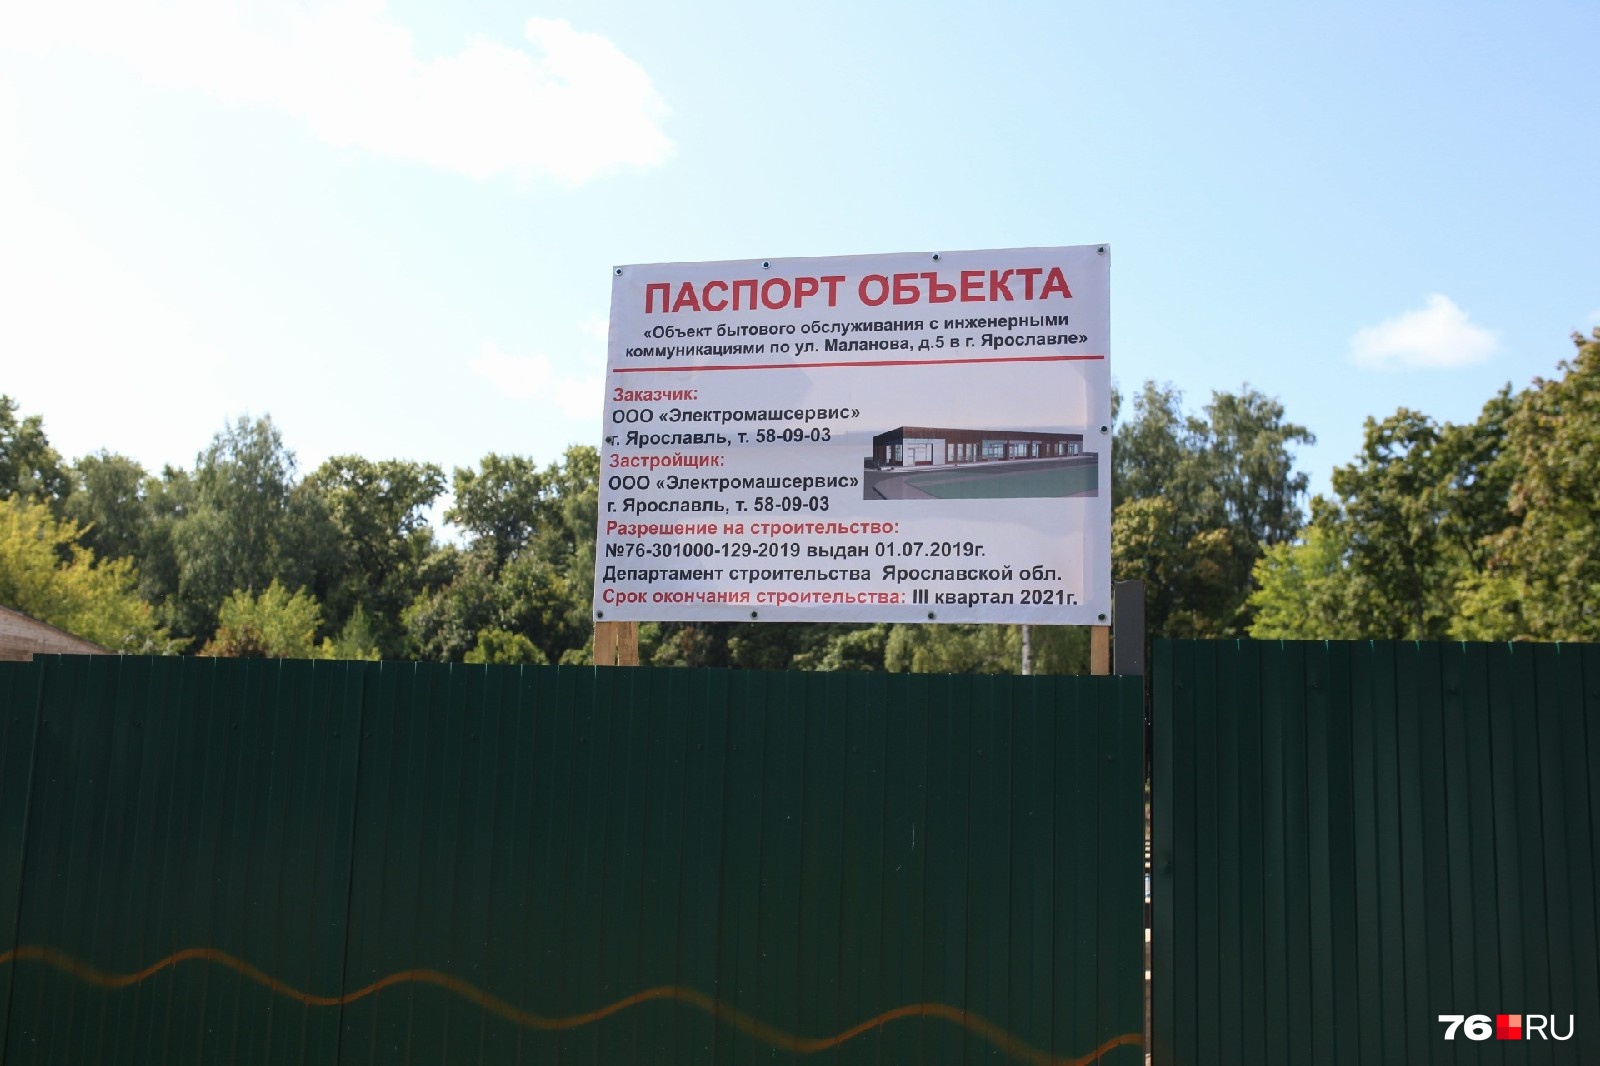 ПАСПОРТ ОБЪЕКТА
«Объект бытового обслуживания с инженерными
коммуникациями по ул. Маланова, д.5 в г. Ярославле»
Заказчик:
ООО «Электромашсервис»
г. Ярославль, т. 58-09-03
Застройщик:
ООО «Электромашсервис»
г. Ярославль, т. 58-09-03
Разрешение на строительство:
№76-301000-129-2019 выдан 01.07.2019г.
Департамент строительства Ярославской обл.
Срок окончания строительства: III квартал 2021г.
76 RU